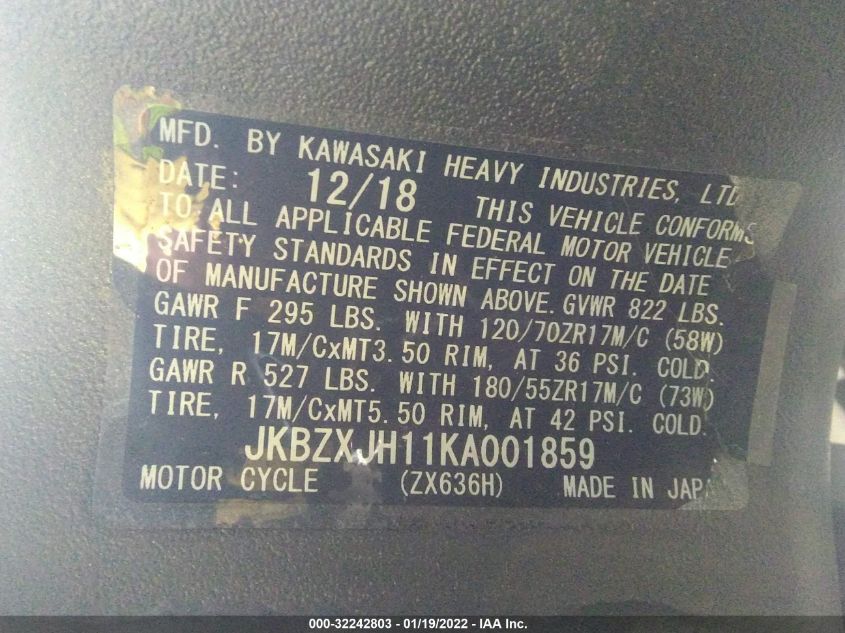 MFD. BY KAWASAKI HEAVY INDUSTRIES, LTD
DATE: 12/18 THIS VEHICLE CONFORMS
TO ALL APPLICABLE FEDERAL MOTOR VEHICLE
SAFETY STANDARDS IN EFFECT ON THE DATE
OF MANUFACTURE SHOWN ABOVE. GVWR 822 LBS.
GAWR F 295 LBS. WITH 120/70ZR17M/C (58W)
TIRE, 17M/CxMT3.50 RIM, AT 36 PSI. COLD.
GAWR R 527 LBS. WITH 180/55ZR17M/C (73W)
TIRE, 17M/CxMT5.50 RIM, AT 42 PSI. COLD.
JKBZXJH11KA001859
MOTOR CYCLE (ZX636H) MADE IN JAPA
000-32242803 - 01/19/2022 - IAA Inc.